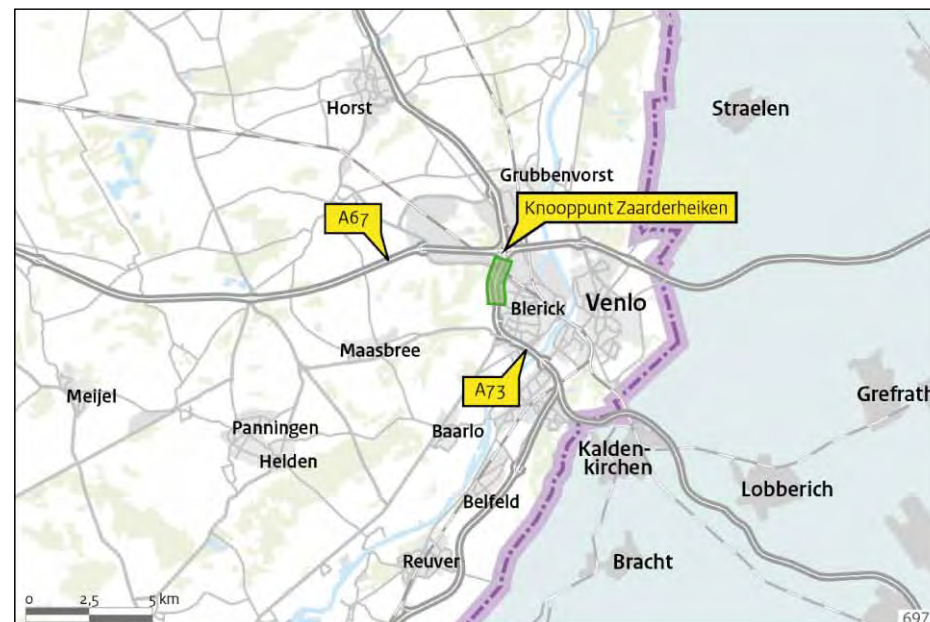 Horst
Straelen
Grubbenvorst
A67
Knooppunt Zaarderheiken
Blerick
Venlo
Maasbree
A73
Meijel
Grefrath
Panningen
Baarlo
Helden
Kalden-
kirchen
Lobberich
Belfeld
Reuver
Bracht
0 2,5 5 km
697